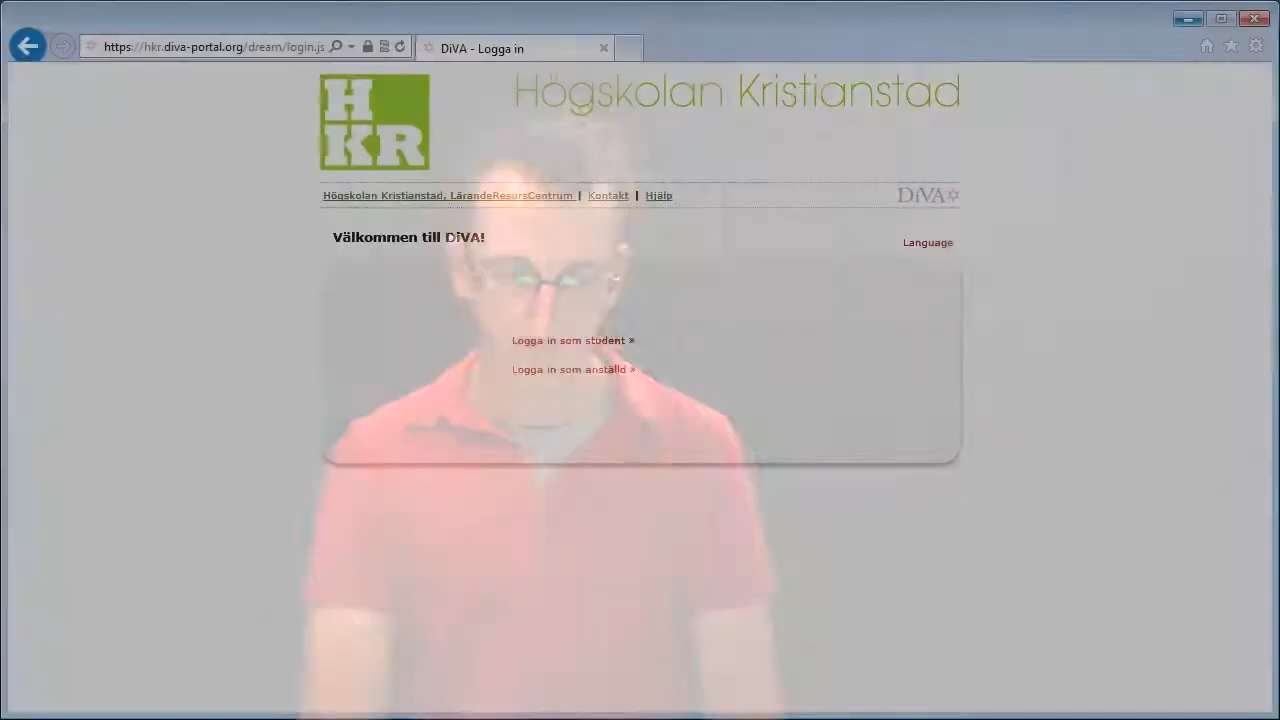 https://hkr.diva-portal.org/dream/login.js
DiVA - Logga in
H
KR
Högskolan Kristianstad
Högskolan Kristianstad, LärandeResursCentrum | Kontakt | Hjälp
DiVA
Välkommen till DiVA!
Language
Logga in som student »
Logga in som anställd »